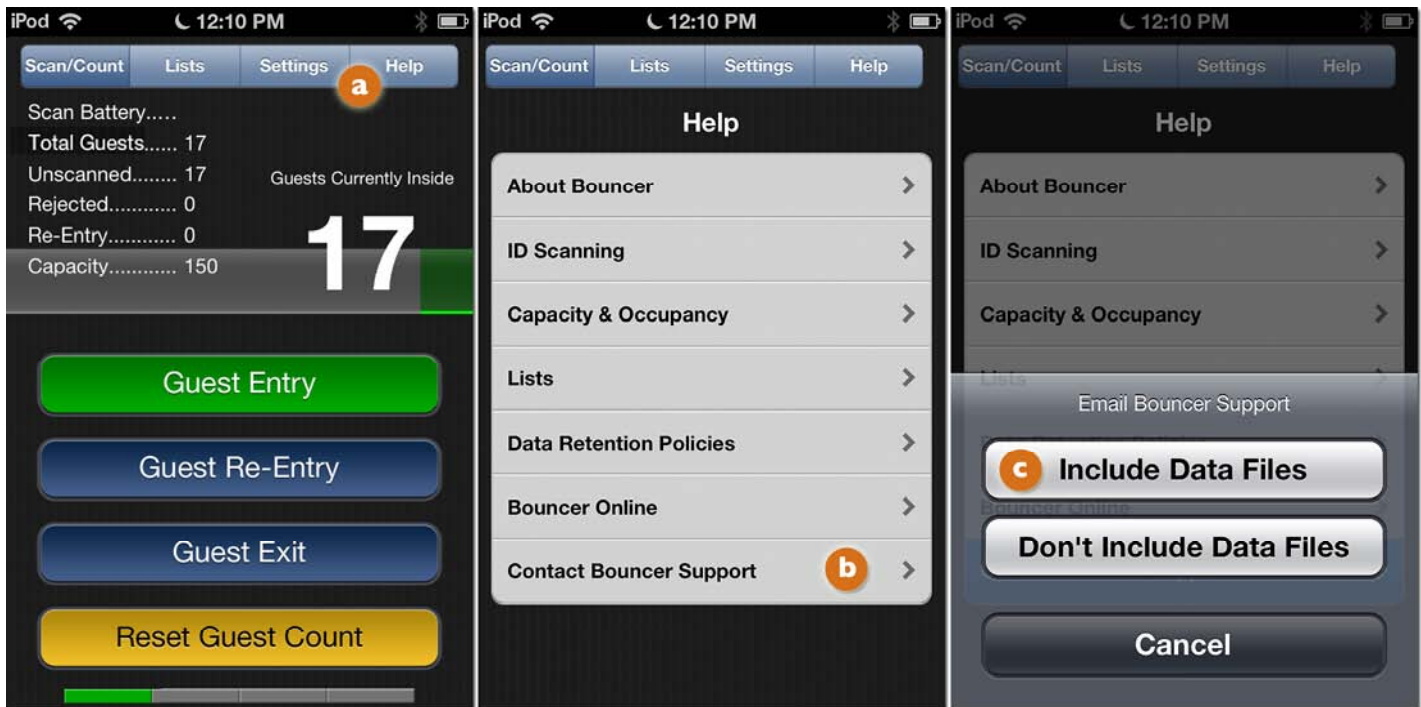 iPod 12:10 PM
Scan/Count Lists Settings Help
a
Scan Battery.....
Total Guests...... 17
Unscanned........ 17
Rejected............ 0
Re-Entry............ 0
Capacity............ 150
Guests Currently Inside
17
Guest Entry
Guest Re-Entry
Guest Exit
Reset Guest Count
iPod 12:10 PM
Scan/Count Lists Settings Help
Help
About Bouncer
ID Scanning
Capacity & Occupancy
Lists
Data Retention Policies
Bouncer Online
Contact Bouncer Support b
iPod 12:10 PM
Scan/Count Lists Settings Help
Help
About Bouncer
ID Scanning
Capacity & Occupancy
Lists
Email Bouncer Support
c Include Data Files
Bouncer Online
Don't Include Data Files
Cancel